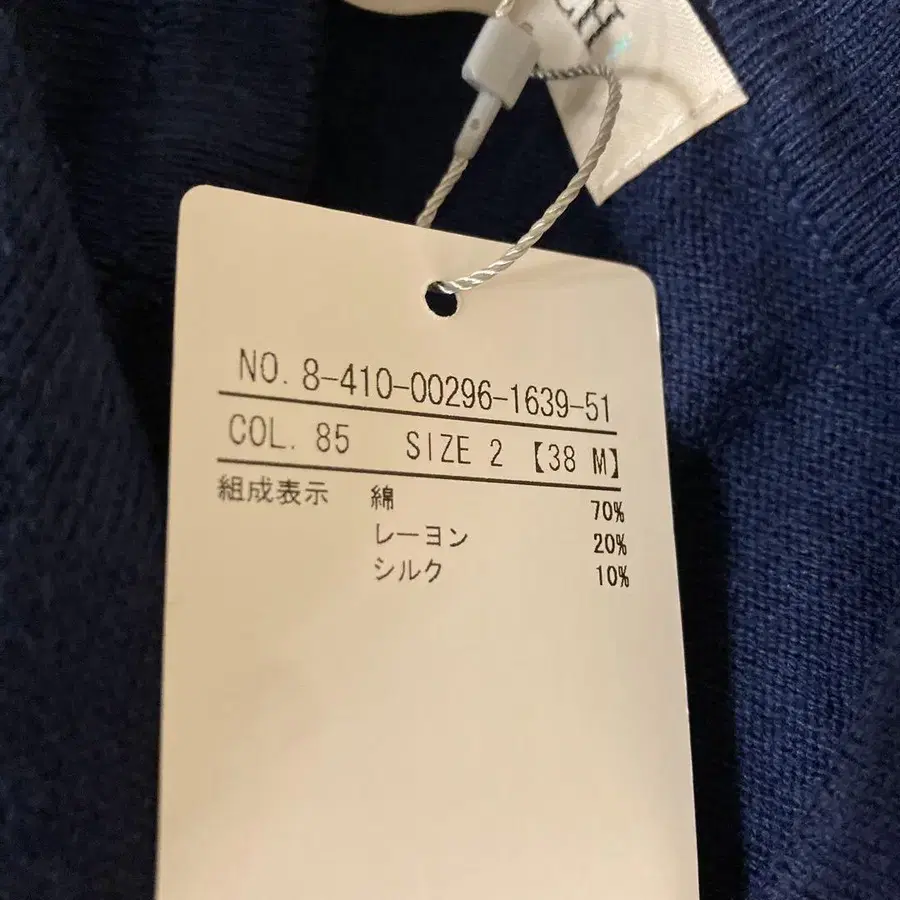 NO. 8-410-00296-1639-51
COL. 85 SIZE 2 【38 M】
組成表示 綿 70%
レーヨン 20%
シルク 10%